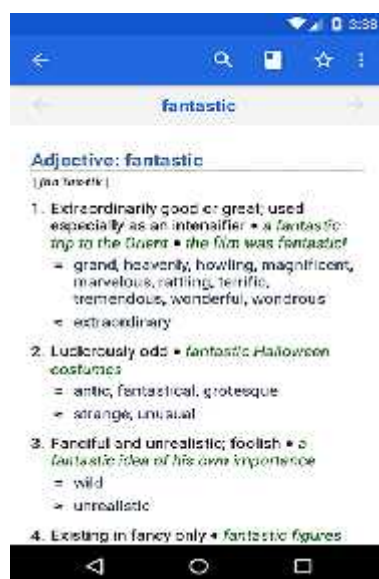 3:38
fantastic
Adjective: fantastic
1. Extraordinarily good or great; used
especially as an intensifier • a fantastic
trip to the Orient • the film was fantastic!
= grand, heavenly, howling, magnificent,
marvelous, rattling, terrific,
tremendous, wonderful, wondrous
≈ extraordinary
2. Ludicrously odd • fantastic Halloween
costumes
= antic, fantastical, grotesque
≈ strange, unusual
3. Fanciful and unrealistic; foolish • a
fantastic idea of his own importance
= wild
≈ unrealistic
4. Existing in fancy only • fantastic figures